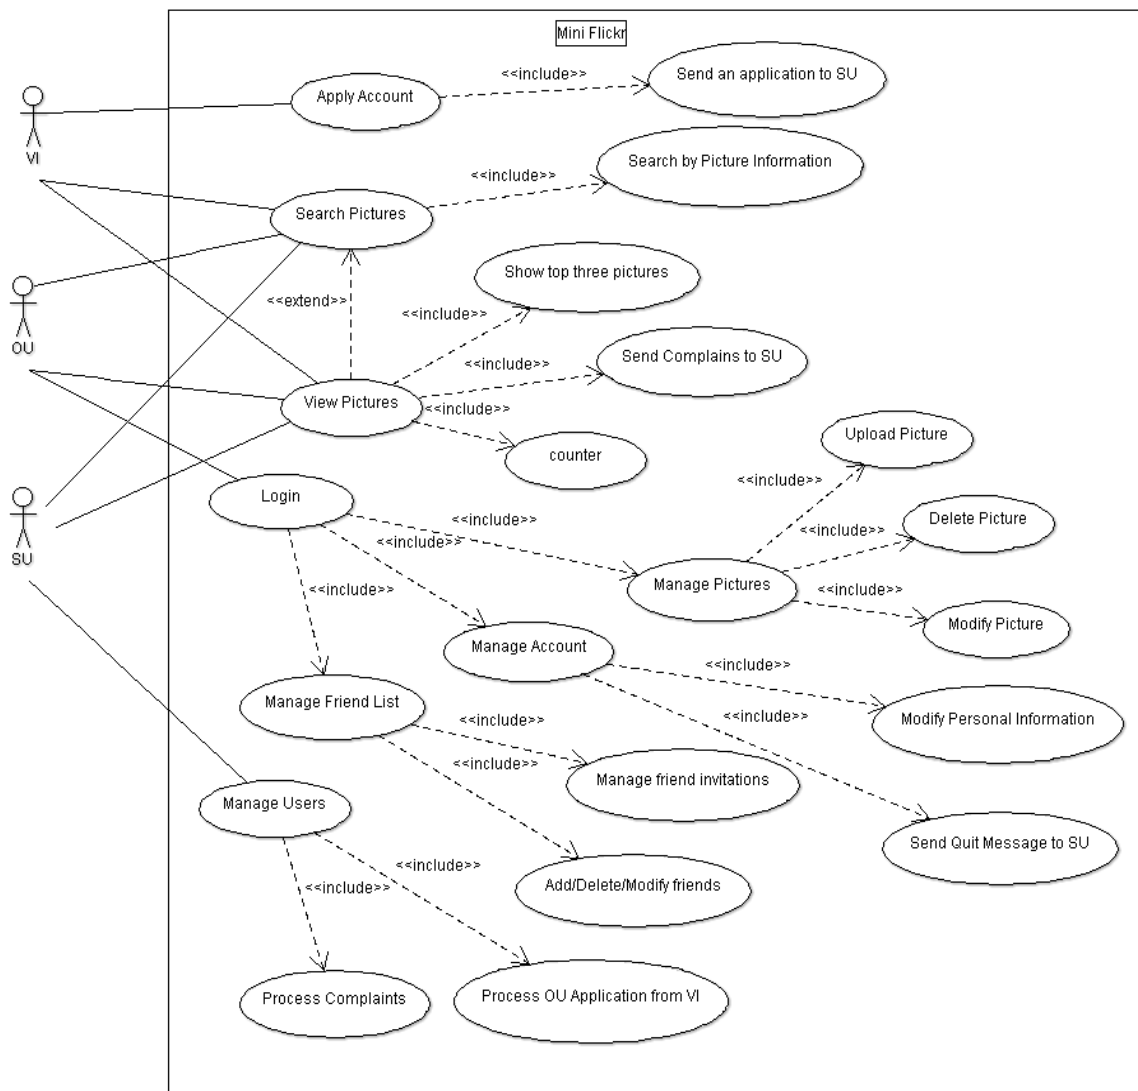 Mini Flickr
<<include>>
Send an application to SU
Apply Account
VI
Search by Picture Information
<<include>>
Search Pictures
Show top three pictures
<<extend>>
<<include>>
OU
Send Complains to SU
<<include>>
View Pictures
<<include>>
Upload Picture
counter
<<include>>
Login
<<include>>
Delete Picture
<<include>>
<<include>>
SU
Manage Pictures
<<include>>
<<include>>
Modify Picture
Manage Account
<<include>>
Manage Friend List
<<include>>
<<include>>
Modify Personal Information
<<include>>
Manage friend invitations
Manage Users
Send Quit Message to SU
<<include>>
<<include>>
Add/Delete/Modify friends
Process Complaints
Process OU Application from VI